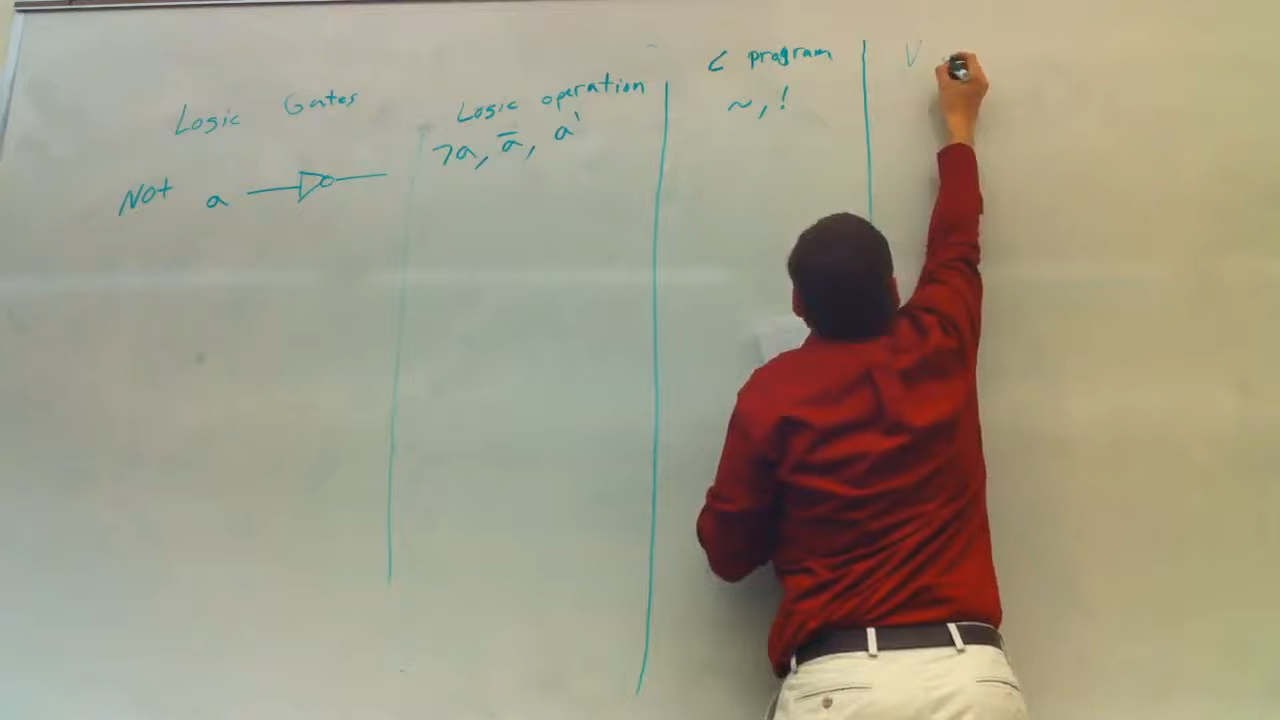 Logic Gates
Logic operation
C program
V
Not a
¬a, a̅, a'
~, !